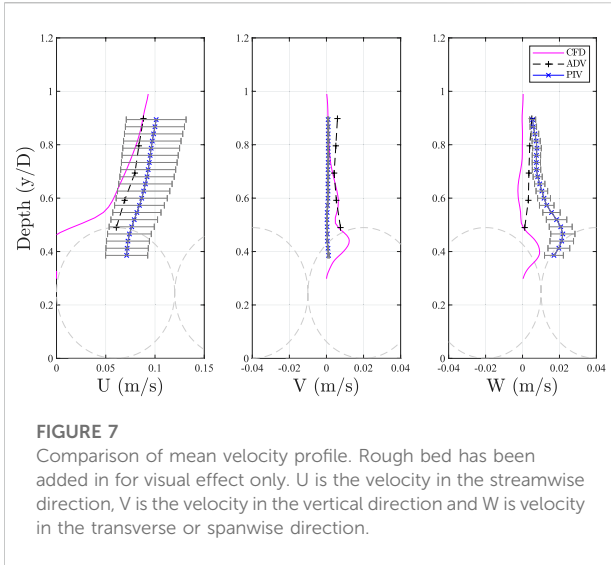 CFD
ADV
PIV
1.2
1
0.8
0.6
0.4
0.2
0
Depth (y/D)
0
0.05
0.1
0.15
U (m/s)
1.2
1
0.8
0.6
0.4
0.2
0
-0.04
-0.02
0
0.02
0.04
V (m/s)
1.2
1
0.8
0.6
0.4
0.2
0
-0.04
-0.02
0
0.02
0.04
W (m/s)
FIGURE 7
Comparison of mean velocity profile. Rough bed has been
added in for visual effect only. U is the velocity in the streamwise
direction, V is the velocity in the vertical direction and W is velocity
in the transverse or spanwise direction.